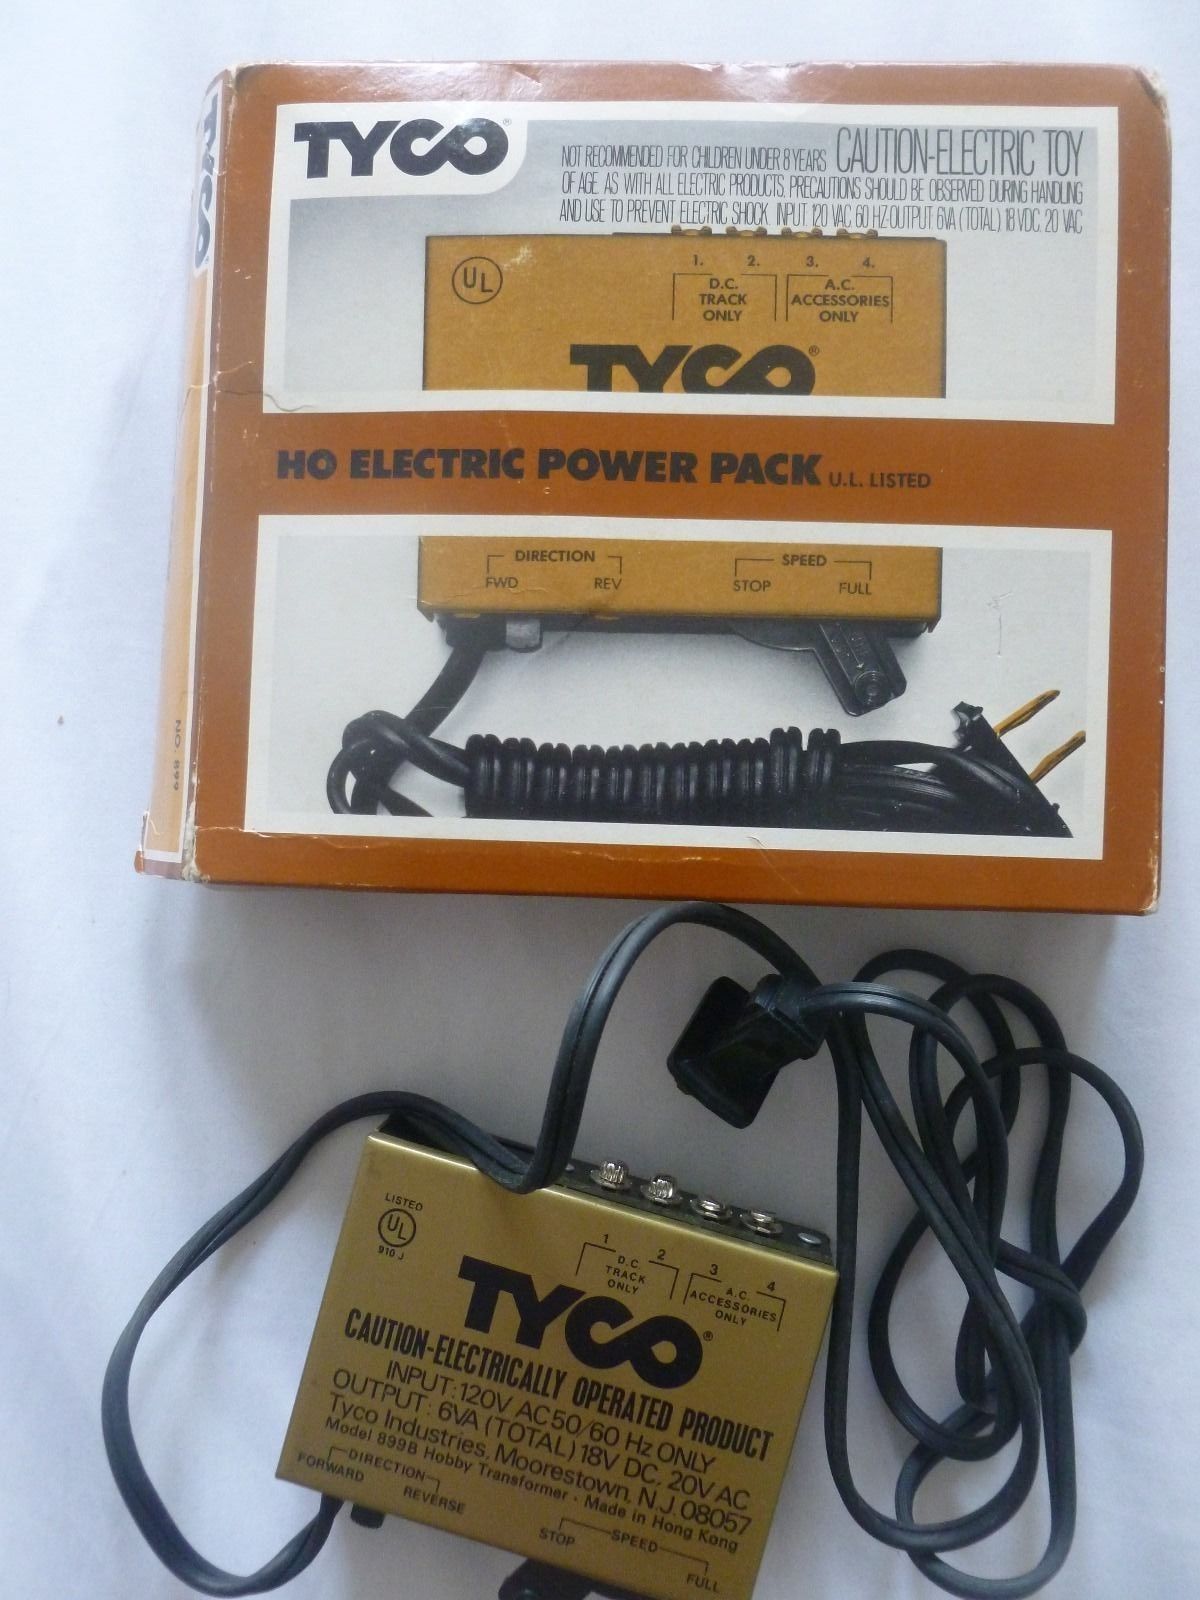 TYCO
TYCO®
CAUTION-ELECTRIC TOY
NOT RECOMMENDED FOR CHILDREN UNDER 8 YEARS
OF AGE. AS WITH ALL ELECTRIC PRODUCTS, PRECAUTIONS SHOULD BE OBSERVED DURING HANDLING
AND USE TO PREVENT ELECTRIC SHOCK. INPUT 120 VAC, 60 HZ OUTPUT 6VA (TOTAL) 18 VDC, 20 VAC
UL
1. 2. 3. 4.
D.C. TRACK ONLY
A.C. ACCESSORIES ONLY
TYCO®
HO ELECTRIC POWER PACK U.L. LISTED
DIRECTION
FWD REV
SPEED
STOP FULL
NO. 899
LISTED
UL
910 J
1 2 3 4
D.C. TRACK ONLY
A.C. ACCESSORIES ONLY
TYCO®
CAUTION-ELECTRICALLY OPERATED PRODUCT
INPUT: 120V AC 50/60 Hz ONLY
OUTPUT: 6VA (TOTAL) 18V DC, 20V AC
Tyco Industries, Moorestown, N.J. 08057
Model 899B Hobby Transformer · Made in Hong Kong
DIRECTION
FORWARD REVERSE
SPEED
STOP FULL